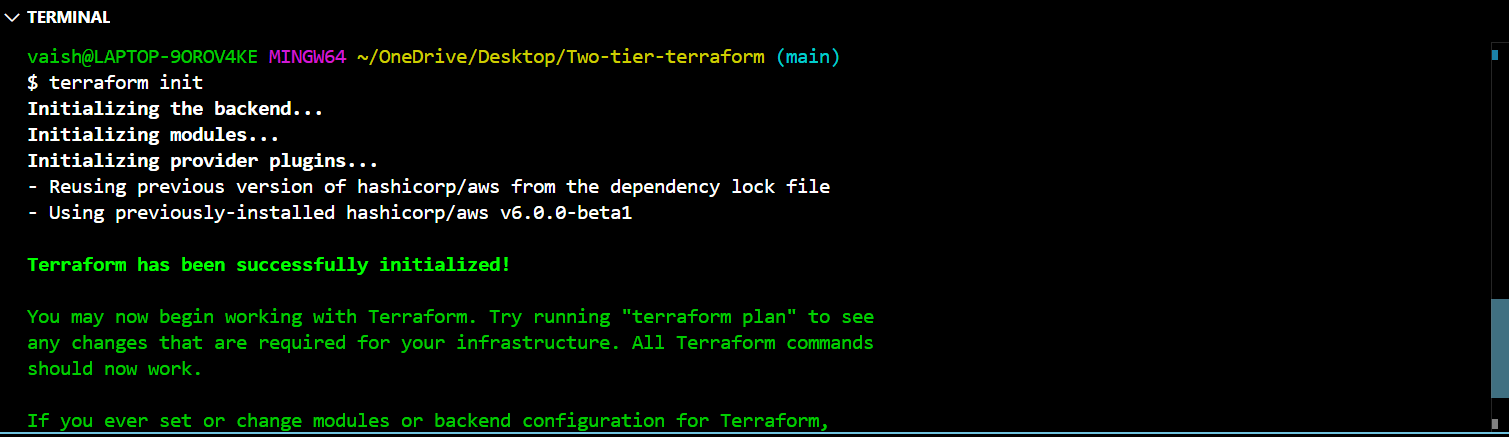 TERMINAL
vaish@LAPTOP-9OROV4KE MINGW64 ~/OneDrive/Desktop/Two-tier-terraform (main)
$ terraform init
Initializing the backend...
Initializing modules...
Initializing provider plugins...
- Reusing previous version of hashicorp/aws from the dependency lock file
- Using previously-installed hashicorp/aws v6.0.0-beta1
Terraform has been successfully initialized!
You may now begin working with Terraform. Try running "terraform plan" to see
any changes that are required for your infrastructure. All Terraform commands
should now work.
If you ever set or change modules or backend configuration for Terraform,